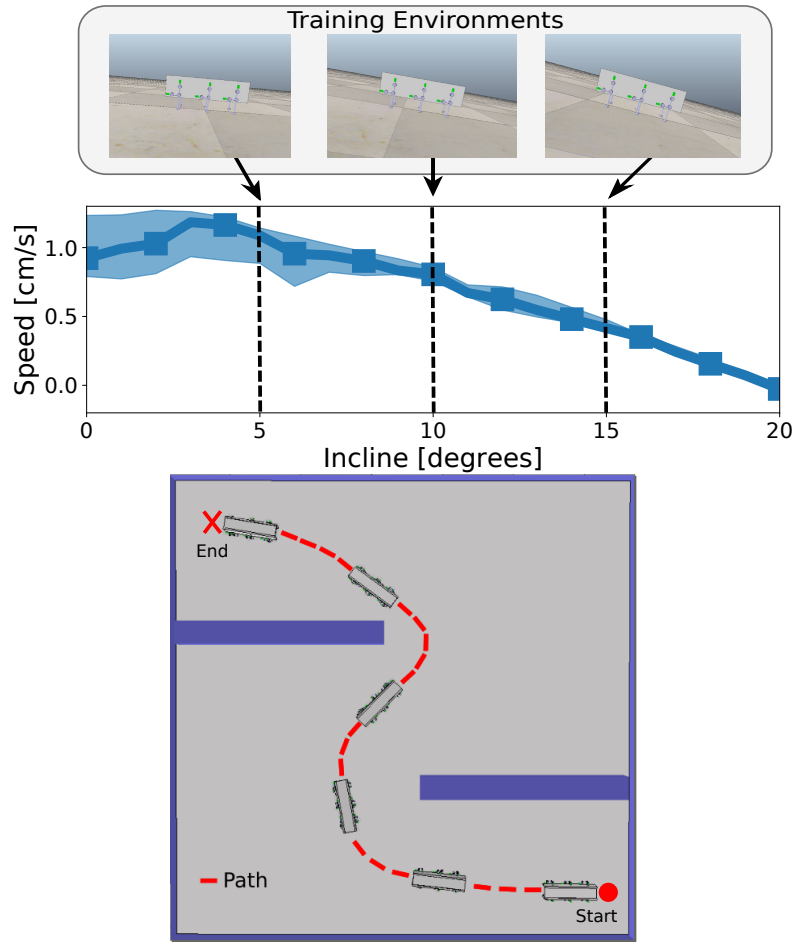 Training Environments
Speed [cm/s]
1.0
0.5
0.0
0
5
10
15
20
Incline [degrees]
End
Path
Start